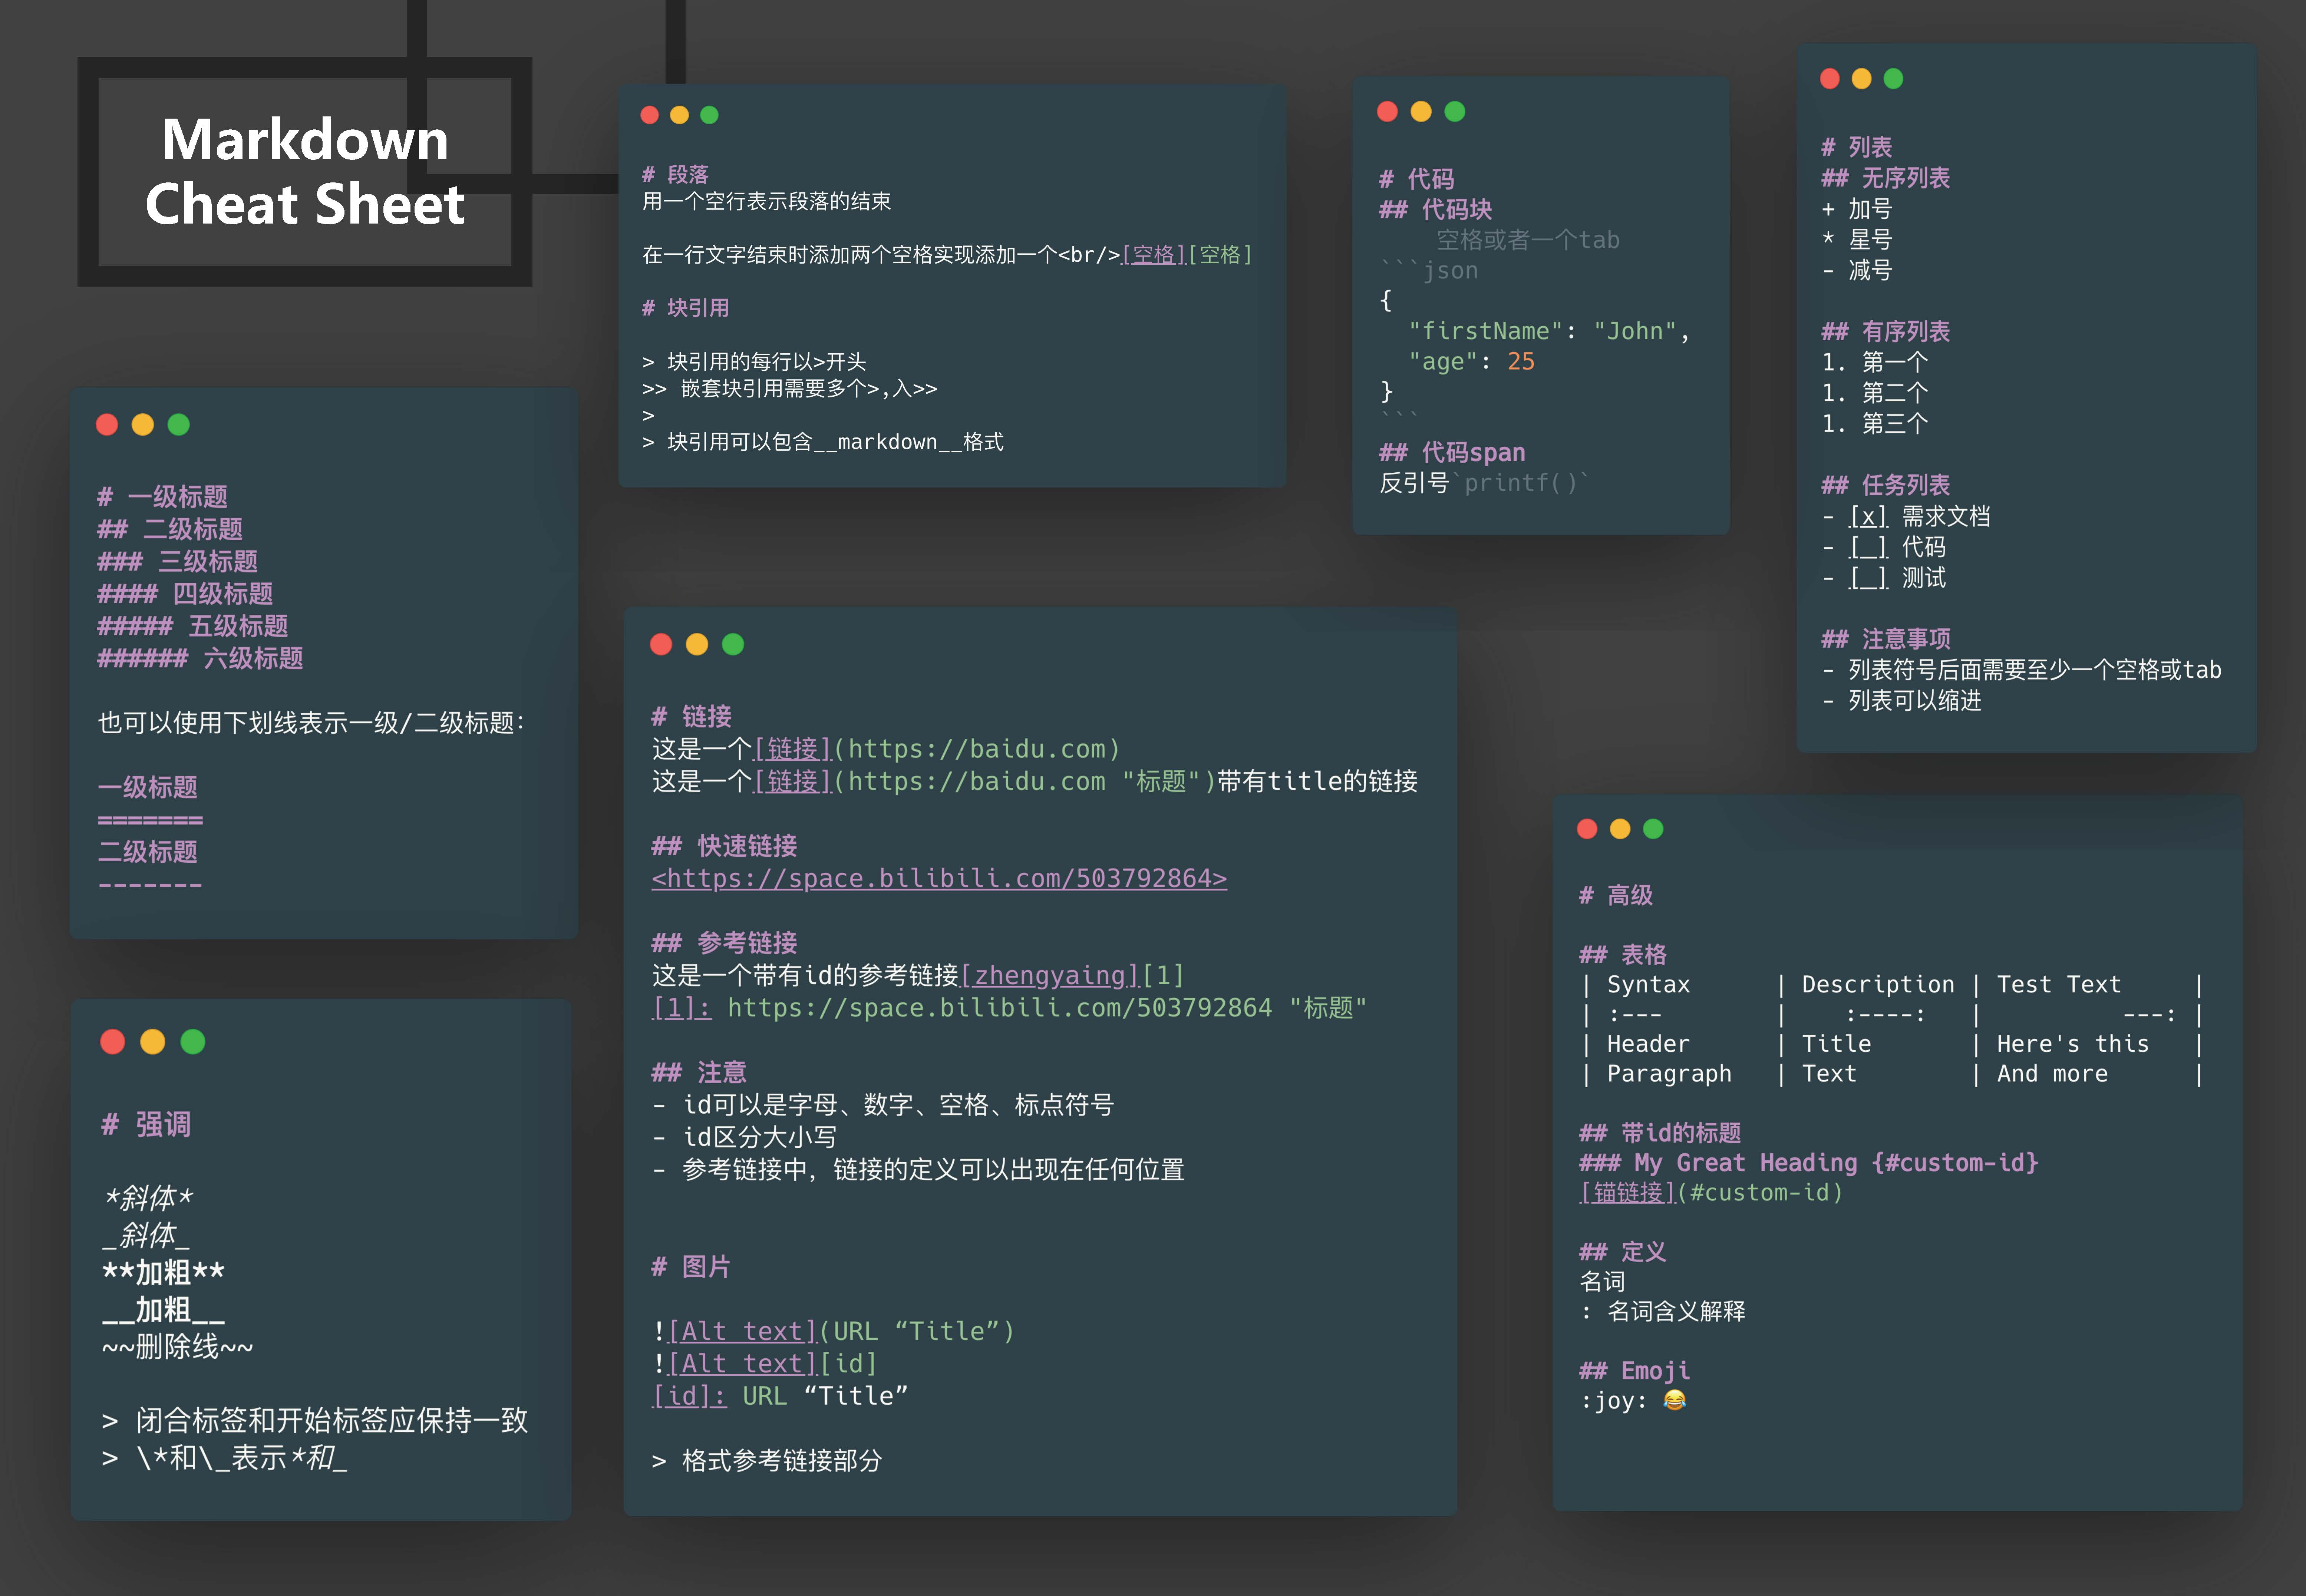 Markdown
Cheat Sheet
# 一级标题
## 二级标题
### 三级标题
#### 四级标题
##### 五级标题
###### 六级标题
也可以使用下划线表示一级/二级标题：
一级标题
=======
二级标题
-------
# 强调
*斜体*
_斜体_
**加粗**
__加粗__
~~删除线~~
> 闭合标签和开始标签应保持一致
> \*和\_表示*和_
# 段落
用一个空行表示段落的结束
在一行文字结束时添加两个空格实现添加一个<br/>[空格][空格]
# 块引用
> 块引用的每行以>开头
>> 嵌套块引用需要多个>,入>>
>
> 块引用可以包含__markdown__格式
# 链接
这是一个[链接](https://baidu.com)
这是一个[链接](https://baidu.com "标题")带有title的链接
## 快速链接
<https://space.bilibili.com/503792864>
## 参考链接
这是一个带有id的参考链接[zhengyaing][1]
[1]: https://space.bilibili.com/503792864 "标题"
## 注意
- id可以是字母、数字、空格、标点符号
- id区分大小写
- 参考链接中，链接的定义可以出现在任何位置
# 图片
![Alt text](URL “Title”)
![Alt text][id]
[id]: URL “Title”
> 格式参考链接部分
# 代码
## 代码块
    空格或者一个tab
```json
{
  "firstName": "John",
  "age": 25
}
```
## 代码span
反引号`printf()`
# 列表
## 无序列表
+ 加号
* 星号
- 减号
## 有序列表
1. 第一个
1. 第二个
1. 第三个
## 任务列表
- [x] 需求文档
- [_] 代码
- [_] 测试
## 注意事项
- 列表符号后面需要至少一个空格或tab
- 列表可以缩进
# 高级
## 表格
| Syntax      | Description | Test Text     |
| :---        |    :----:   |          ---: |
| Header      | Title       | Here's this   |
| Paragraph   | Text        | And more      |
## 带id的标题
### My Great Heading {#custom-id}
[锚链接](#custom-id)
## 定义
名词
: 名词含义解释
## Emoji
:joy: 😂